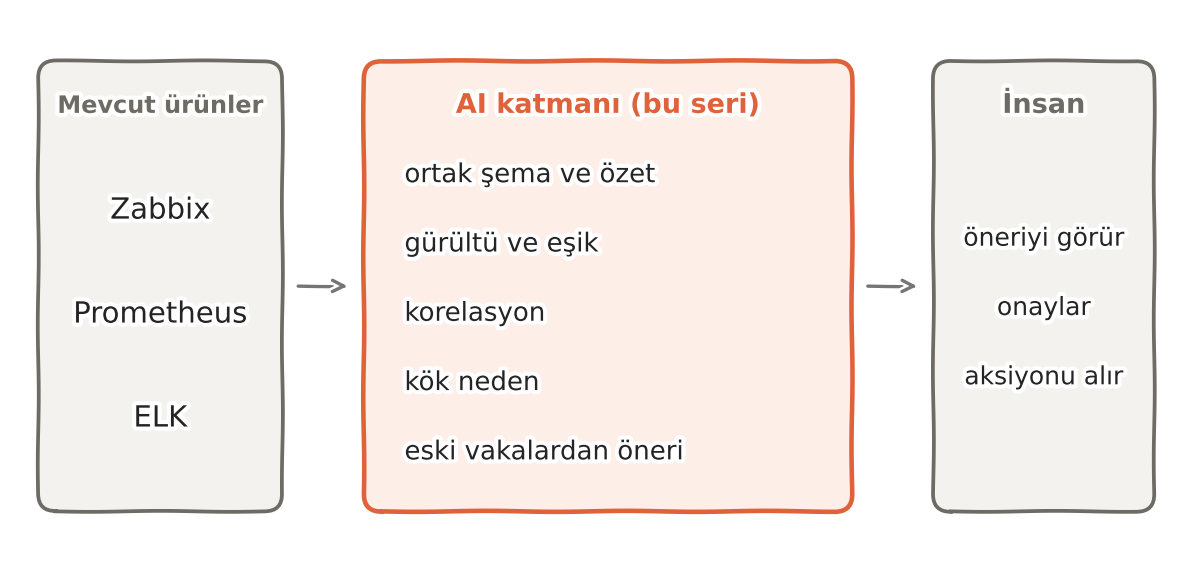 Mevcut ürünler
Zabbix
Prometheus
ELK
AI katmanı (bu seri)
ortak şema ve özet
gürültü ve eşik
korelasyon
kök neden
eski vakalardan öneri
İnsan
öneriyi görür
onaylar
aksiyonu alır